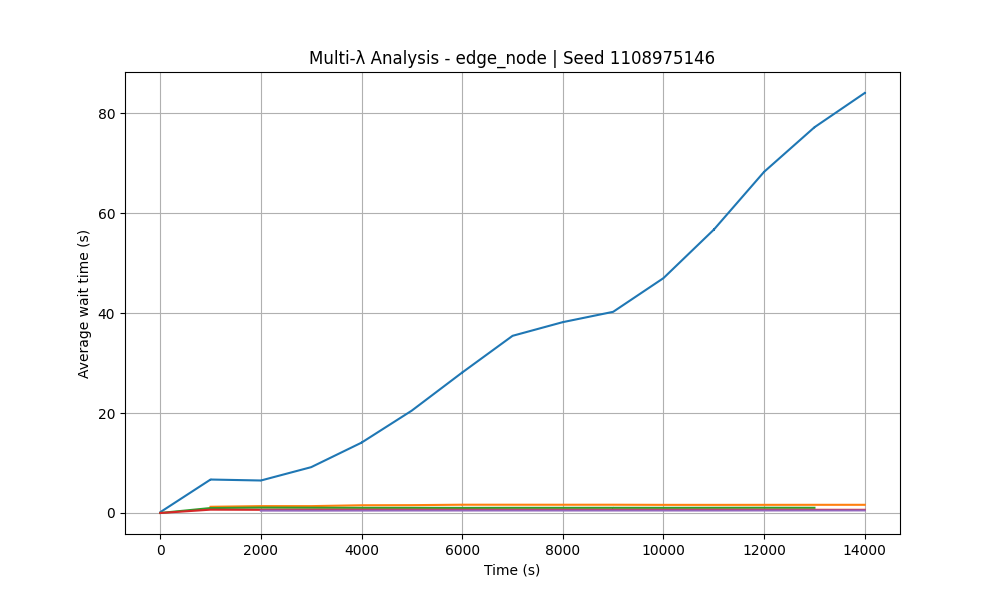 Multi-λ Analysis - edge_node | Seed 1108975146
Average wait time (s)
80
60
40
20
0
0 2000 4000 6000 8000 10000 12000 14000
Time (s)